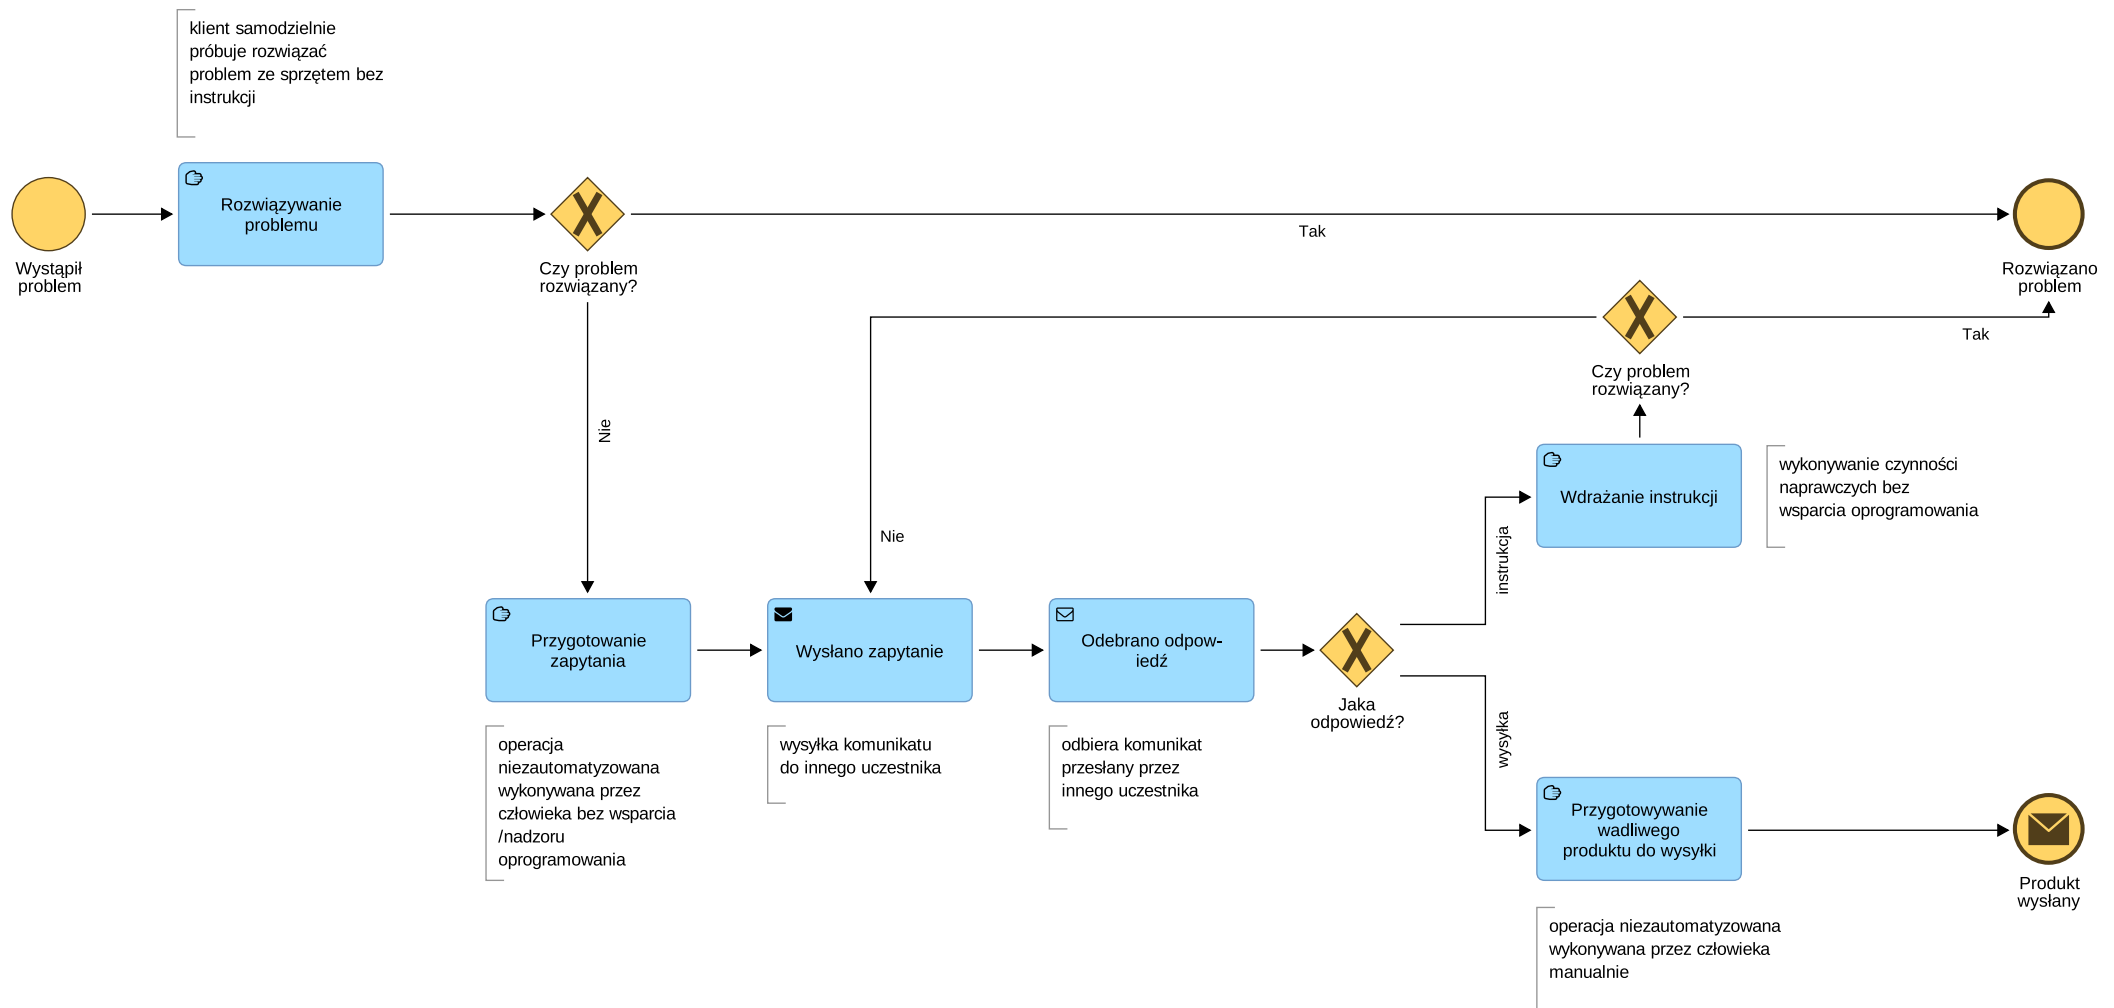 klient samodzielnie
próbuje rozwiązać
problem ze sprzętem bez
instrukcji
Rozwiązywanie
problemu
Wystąpił
problem
Czy problem
rozwiązany?
Tak
Rozwiązano
problem
Tak
Czy problem
rozwiązany?
Nie
Nie
Wdrażanie instrukcji
wykonywanie czynności
naprawczych bez
wsparcia oprogramowania
instrukcja
Przygotowanie
zapytania
Wysłano zapytanie
Odebrano odpow-
iedź
Jaka
odpowiedź?
wysyłka
operacja
niezautomatyzowana
wykonywana przez
człowieka bez wsparcia
/nadzoru
oprogramowania
wysyłka komunikatu
do innego uczestnika
odbiera komunikat
przesłany przez
innego uczestnika
Przygotowywanie
wadliwego
produktu do wysyłki
Produkt
wysłany
operacja niezautomatyzowana
wykonywana przez człowieka
manualnie